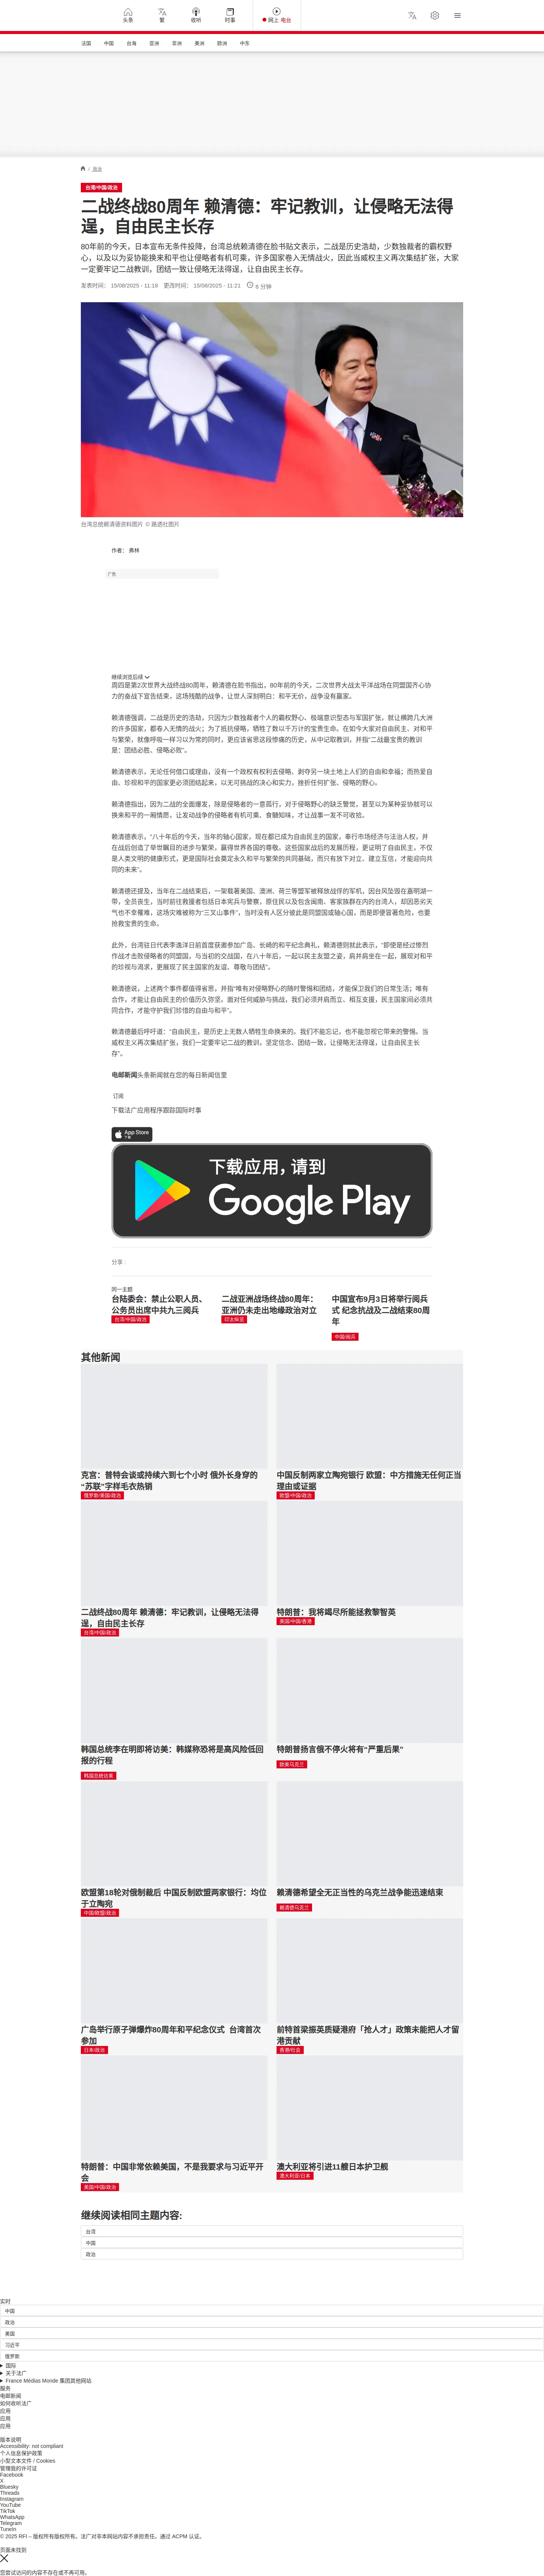 头条
繁
收听
时事
网上 电台
法国 中国 台海 亚洲 非洲 美洲 欧洲 中东
/ 政治
台湾/中国/政治
二战终战80周年 赖清德：牢记教训，让侵略无法得
逞，自由民主长存
80年前的今天，日本宣布无条件投降，台湾总统赖清德在脸书贴文表示，二战是历史浩劫，少数独裁者的霸权野
心，以及以为妥协能换来和平也让侵略者有机可乘，许多国家卷入无情战火，因此当威权主义再次集结扩张，大家
一定要牢记二战教训，团结一致让侵略无法得逞，让自由民主长存。
发表时间： 15/08/2025 - 11:18 更改时间： 15/08/2025 - 11:21 6 分钟
台湾总统赖清德资料图片 © 路透社图片
作者： 弗林
广告
继续浏览后续
周四是第2次世界大战终战80周年，赖清德在脸书指出，80年前的今天，二次世界大战太平洋战场在同盟国齐心协
力的奋战下宣告结束，这场残酷的战争，让世人深刻明白：和平无价，战争没有赢家。
赖清德强调，二战是历史的浩劫，只因为少数独裁者个人的霸权野心、极端意识型态与军国扩张，就让横跨几大洲
的许多国家，都卷入无情的战火；为了抵抗侵略，牺牲了数以千万计的宝贵生命。在如今大家对自由民主、对和平
与繁荣，就像呼吸一样习以为常的同时，更应该省思这段惨痛的历史，从中记取教训，并指“二战最宝贵的教训
是：团结必胜、侵略必败”。
赖清德表示，无论任何借口或理由，没有一个政权有权利去侵略、剥夺另一块土地上人们的自由和幸福；而热爱自
由、珍视和平的国家更必须团结起来，以无可挑战的决心和实力，挫折任何扩张、侵略的野心。
赖清德指出，因为二战的全面爆发，除是侵略者的一意孤行，对于侵略野心的缺乏警觉，甚至以为某种妥协就可以
换来和平的一厢情愿，让发动战争的侵略者有机可乘、食髓知味，才让战事一发不可收拾。
赖清德表示，“八十年后的今天，当年的轴心国家，现在都已成为自由民主的国家，奉行市场经济与法治人权，并
在战后创造了举世瞩目的进步与繁荣，赢得世界各国的尊敬。这些国家战后的发展历程，更证明了自由民主，不仅
是人类文明的健康形式，更是国际社会奠定永久和平与繁荣的共同基础，而只有放下对立、建立互信，才能迎向共
同的未来”。
赖清德还提及，当年在二战结束后，一架载着美国、澳洲、荷兰等盟军被释放战俘的军机，因台风坠毁在嘉明湖一
带，全员丧生，当时前往救援者包括日本宪兵与警察，原住民以及包含闽南、客家族群在内的台湾人，却因恶劣天
气也不幸罹难，这场灾难被称为“三叉山事件”，当时没有人区分彼此是同盟国或轴心国，而是即便冒著危险，也要
抢救宝贵的生命。
此外，台湾驻日代表李逸洋日前首度获邀参加广岛、长崎的和平纪念典礼，赖清德则就此表示，“即使是经过惨烈
作战才击败侵略者的同盟国，与当初的交战国，在八十年后，一起以民主友盟之姿，肩并肩坐在一起，展现对和平
的珍视与渴求，更展现了民主国家的友谊、尊敬与团结”。
赖清德说，上述两个事件都值得省思，并指“唯有对侵略野心的随时警惕和团结，才能保卫我们的日常生活；唯有
合作，才能让自由民主的价值历久弥坚。面对任何威胁与挑战，我们必须并肩而立、相互支援，民主国家间必须共
同合作，才能守护我们珍惜的自由与和平”。
赖清德最后呼吁道：“自由民主，是历史上无数人牺牲生命换来的。我们不能忘记，也不能忽视它带来的警惕。当
威权主义再次集结扩张，我们一定要牢记二战的教训，坚定信念、团结一致，让侵略无法得逞，让自由民主长
存”。
电邮新闻头条新闻就在您的每日新闻信里
订阅
下载法广应用程序跟踪国际时事
App Store
下载
下载应用，请到
Google Play
分享 :
同一主题
台陆委会：禁止公职人员、
公务员出席中共九三阅兵
台湾/中国/政治
二战亚洲战场终战80周年：
亚洲仍未走出地缘政治对立
印太纵览
中国宣布9月3日将举行阅兵
式 纪念抗战及二战结束80周
年
中国/阅兵
其他新闻
克宫：普特会谈或持续六到七个小时 俄外长身穿的
“苏联”字样毛衣热销
俄罗斯/美国/政治
中国反制两家立陶宛银行 欧盟：中方措施无任何正当
理由或证据
欧盟/中国/政治
二战终战80周年 赖清德：牢记教训，让侵略无法得
逞，自由民主长存
台湾/中国/政治
特朗普：我将竭尽所能拯救黎智英
美国/中国/香港
韩国总统李在明即将访美：韩媒称恐将是高风险低回
报的行程
韩国总统访美
特朗普扬言俄不停火将有“严重后果”
欧美乌克兰
欧盟第18轮对俄制裁后 中国反制欧盟两家银行：均位
于立陶宛
中国/欧盟/政治
赖清德希望全无正当性的乌克兰战争能迅速结束
赖清德乌克兰
广岛举行原子弹爆炸80周年和平纪念仪式 台湾首次
参加
日本/政治
前特首梁振英质疑港府「抢人才」政策未能把人才留
港贡献
香港/社会
特朗普：中国非常依赖美国，不是我要求与习近平开
会
美国/中国/政治
澳大利亚将引进11艘日本护卫舰
澳大利亚/日本
继续阅读相同主题内容:
台湾
中国
政治
实时
中国
政治
美国
习近平
俄罗斯
国际
关于法广
France Médias Monde 集团其他网站
服务
电邮新闻
如何收听法广
应用
应用
应用
版本说明
Accessibility: not compliant
个人信息保护政策
小型文本文件 / Cookies
管理我的许可证
Facebook
X
Bluesky
Threads
Instagram
YouTube
TikTok
WhatsApp
Telegram
TuneIn
© 2025 RFI – 版权所有版权所有。法广对非本网站内容不承担责任。通过 ACPM 认证。
页面未找到
您尝试访问的内容不存在或不再可用。